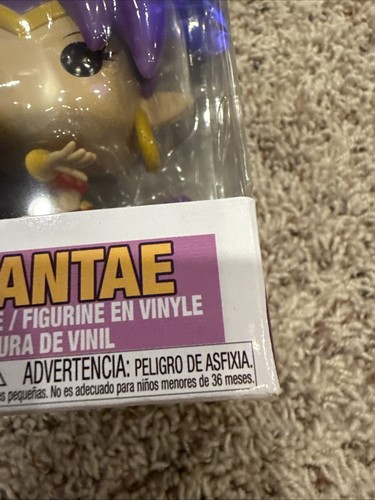 ANTAE
E / FIGURINE EN VINYLE
URA DE VINIL
ADVERTENCIA: PELIGRO DE ASFIXIA.
es pequeñas. No es adecuado para niños menores de 36 meses.